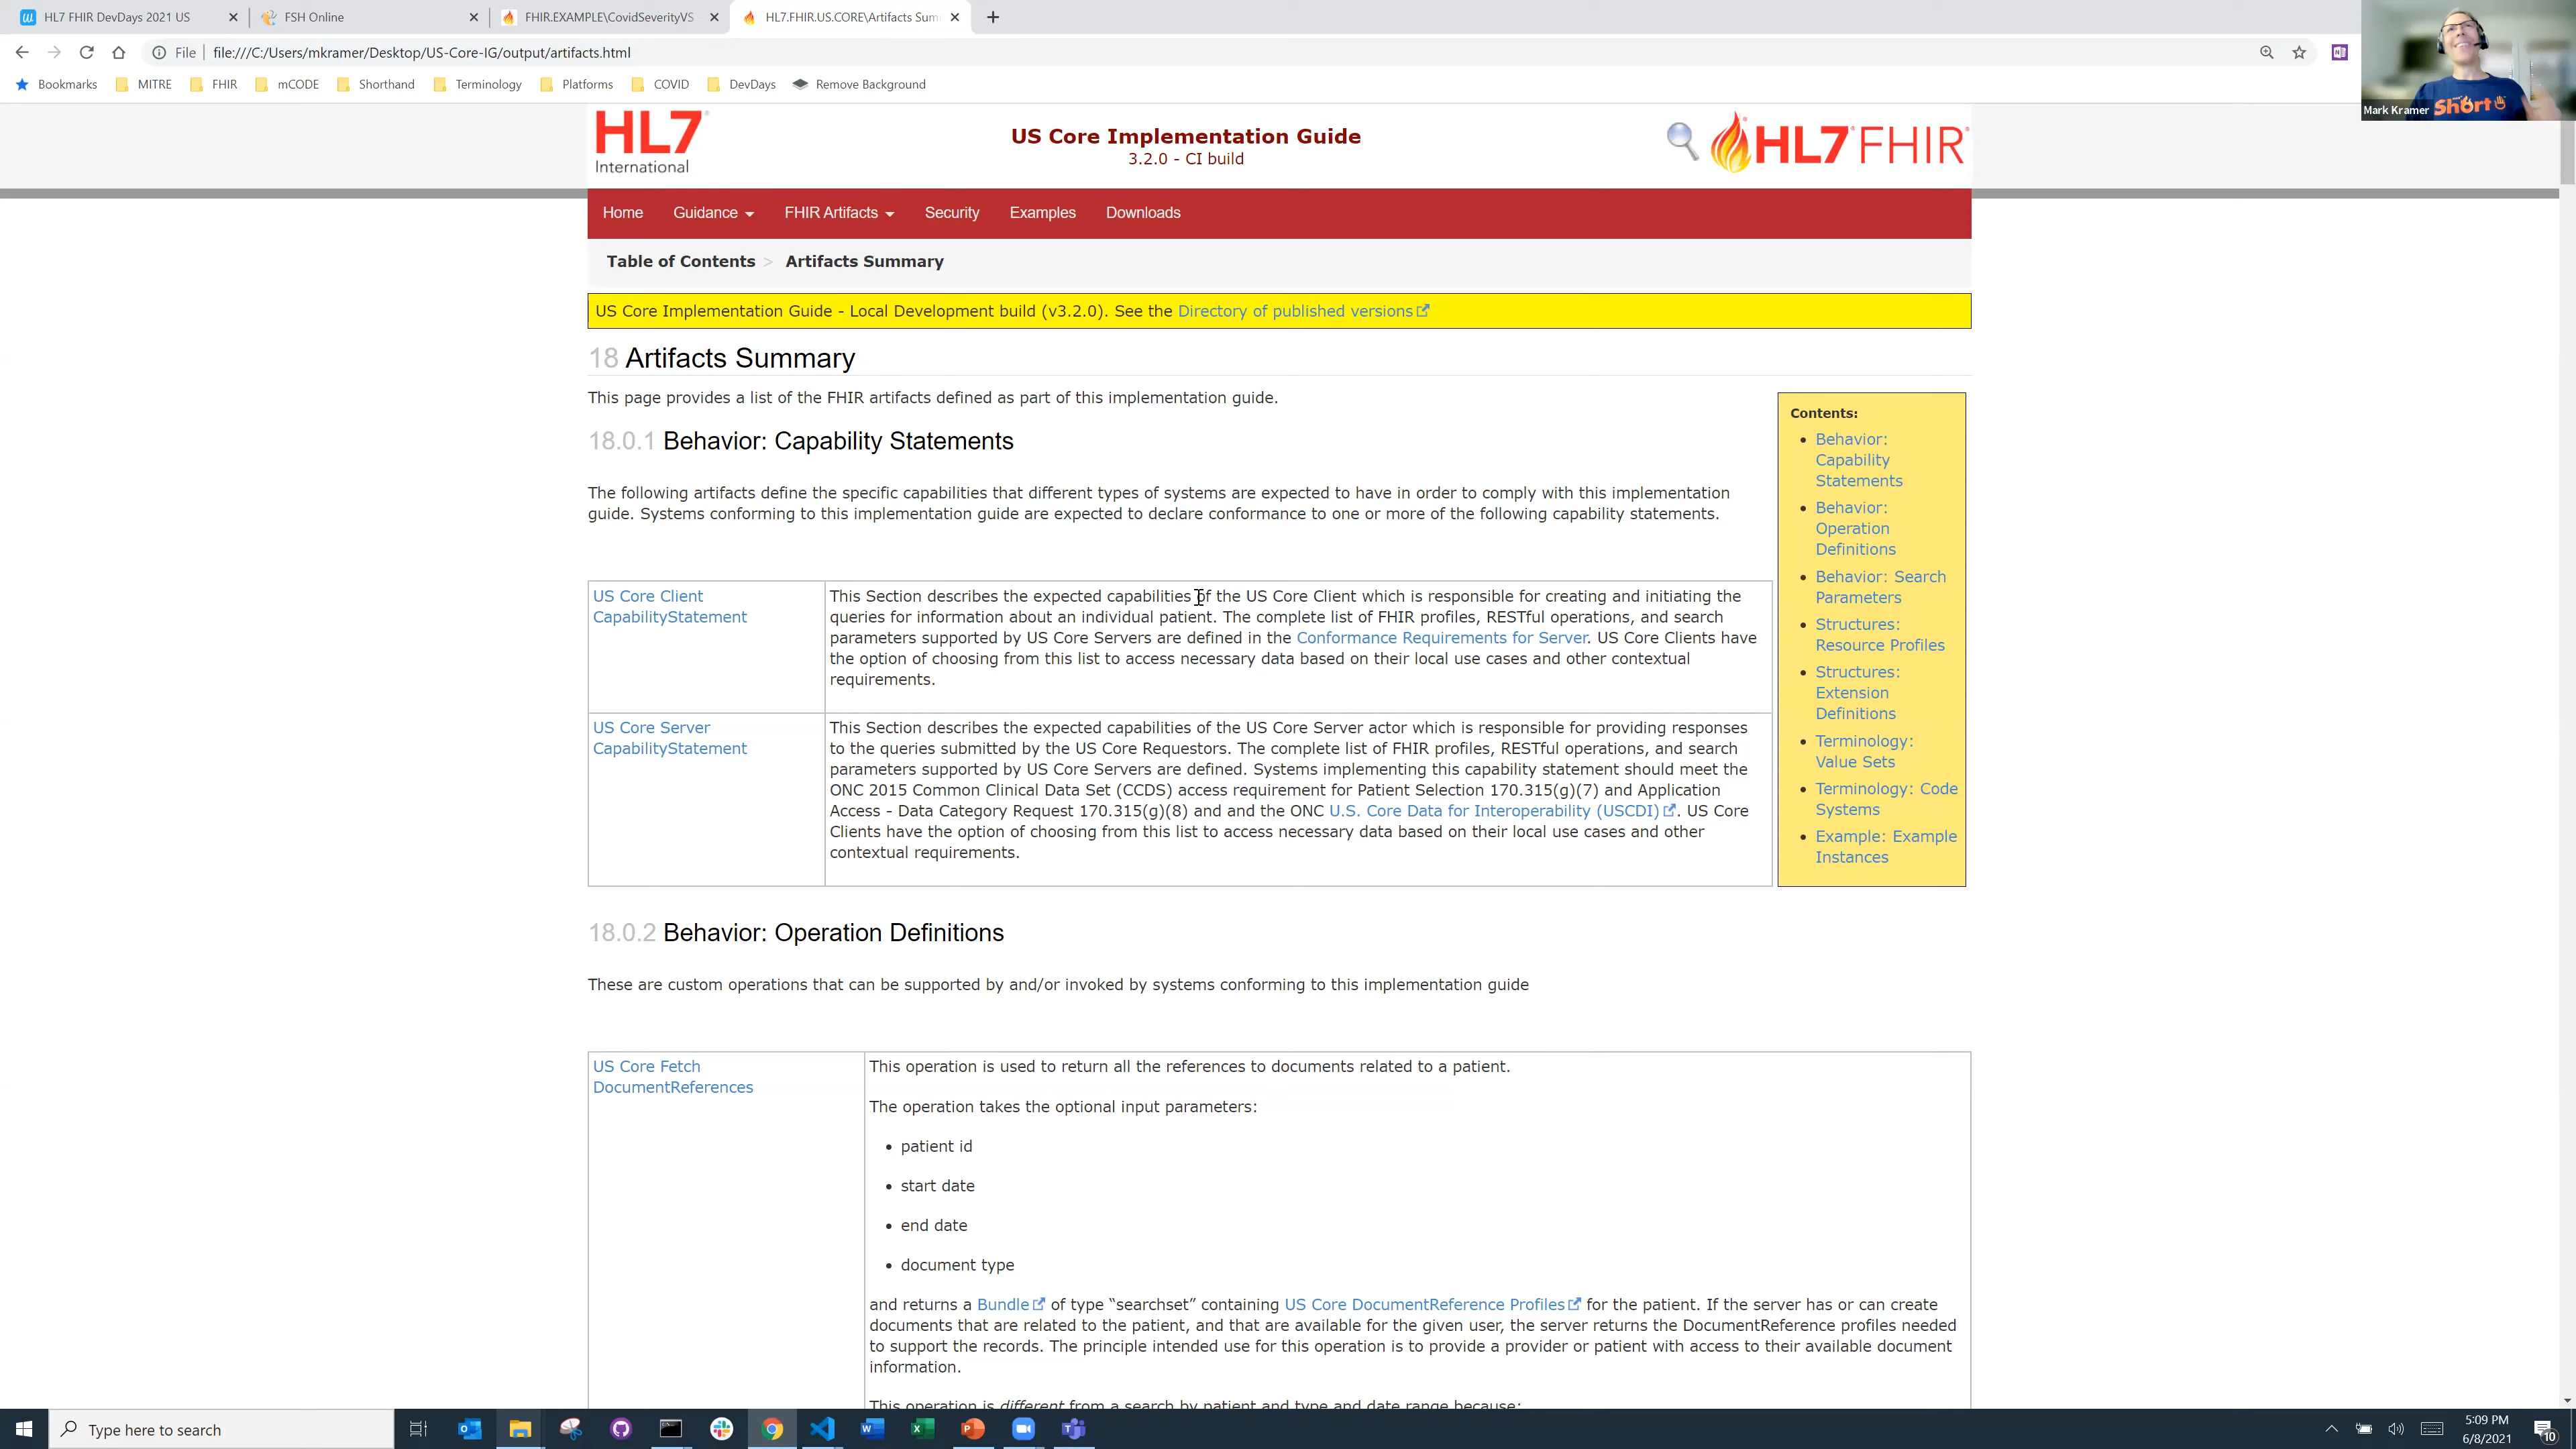 HL7 FHIR DevDays 2021 US
FSH Online
FHIR.EXAMPLE\CovidSeverityVS
HL7.FHIR.US.CORE\Artifacts Sum
File
file:///C:/Users/mkramer/Desktop/US-Core-IG/output/artifacts.html
Bookmarks
MITRE
FHIR
mCODE
Shorthand
Terminology
Platforms
COVID
DevDays
Remove Background
Mark Kramer
Short
HL7
International
US Core Implementation Guide
3.2.0 - CI build
HL7 FHIR
Home
Guidance
FHIR Artifacts
Security
Examples
Downloads
Table of Contents > Artifacts Summary
US Core Implementation Guide - Local Development build (v3.2.0). See the Directory of published versions
18 Artifacts Summary
This page provides a list of the FHIR artifacts defined as part of this implementation guide.
18.0.1 Behavior: Capability Statements
The following artifacts define the specific capabilities that different types of systems are expected to have in order to comply with this implementation
guide. Systems conforming to this implementation guide are expected to declare conformance to one or more of the following capability statements.
US Core Client
CapabilityStatement
This Section describes the expected capabilities of the US Core Client which is responsible for creating and initiating the
queries for information about an individual patient. The complete list of FHIR profiles, RESTful operations, and search
parameters supported by US Core Servers are defined in the Conformance Requirements for Server. US Core Clients have
the option of choosing from this list to access necessary data based on their local use cases and other contextual
requirements.
US Core Server
CapabilityStatement
This Section describes the expected capabilities of the US Core Server actor which is responsible for providing responses
to the queries submitted by the US Core Requestors. The complete list of FHIR profiles, RESTful operations, and search
parameters supported by US Core Servers are defined. Systems implementing this capability statement should meet the
ONC 2015 Common Clinical Data Set (CCDS) access requirement for Patient Selection 170.315(g)(7) and Application
Access - Data Category Request 170.315(g)(8) and and the ONC U.S. Core Data for Interoperability (USCDI). US Core
Clients have the option of choosing from this list to access necessary data based on their local use cases and other
contextual requirements.
Contents:
Behavior:
Capability
Statements
Behavior:
Operation
Definitions
Behavior: Search
Parameters
Structures:
Resource Profiles
Structures:
Extension
Definitions
Terminology:
Value Sets
Terminology: Code
Systems
Example: Example
Instances
18.0.2 Behavior: Operation Definitions
These are custom operations that can be supported by and/or invoked by systems conforming to this implementation guide
US Core Fetch
DocumentReferences
This operation is used to return all the references to documents related to a patient.
The operation takes the optional input parameters:
• patient id
• start date
• end date
• document type
and returns a Bundle of type “searchset” containing US Core DocumentReference Profiles for the patient. If the server has or can create
documents that are related to the patient, and that are available for the given user, the server returns the DocumentReference profiles needed
to support the records. The principle intended use for this operation is to provide a provider or patient with access to their available document
information.
This operation is different from a search by patient and type and date range because:
Type here to search
5:09 PM
6/8/2021
10